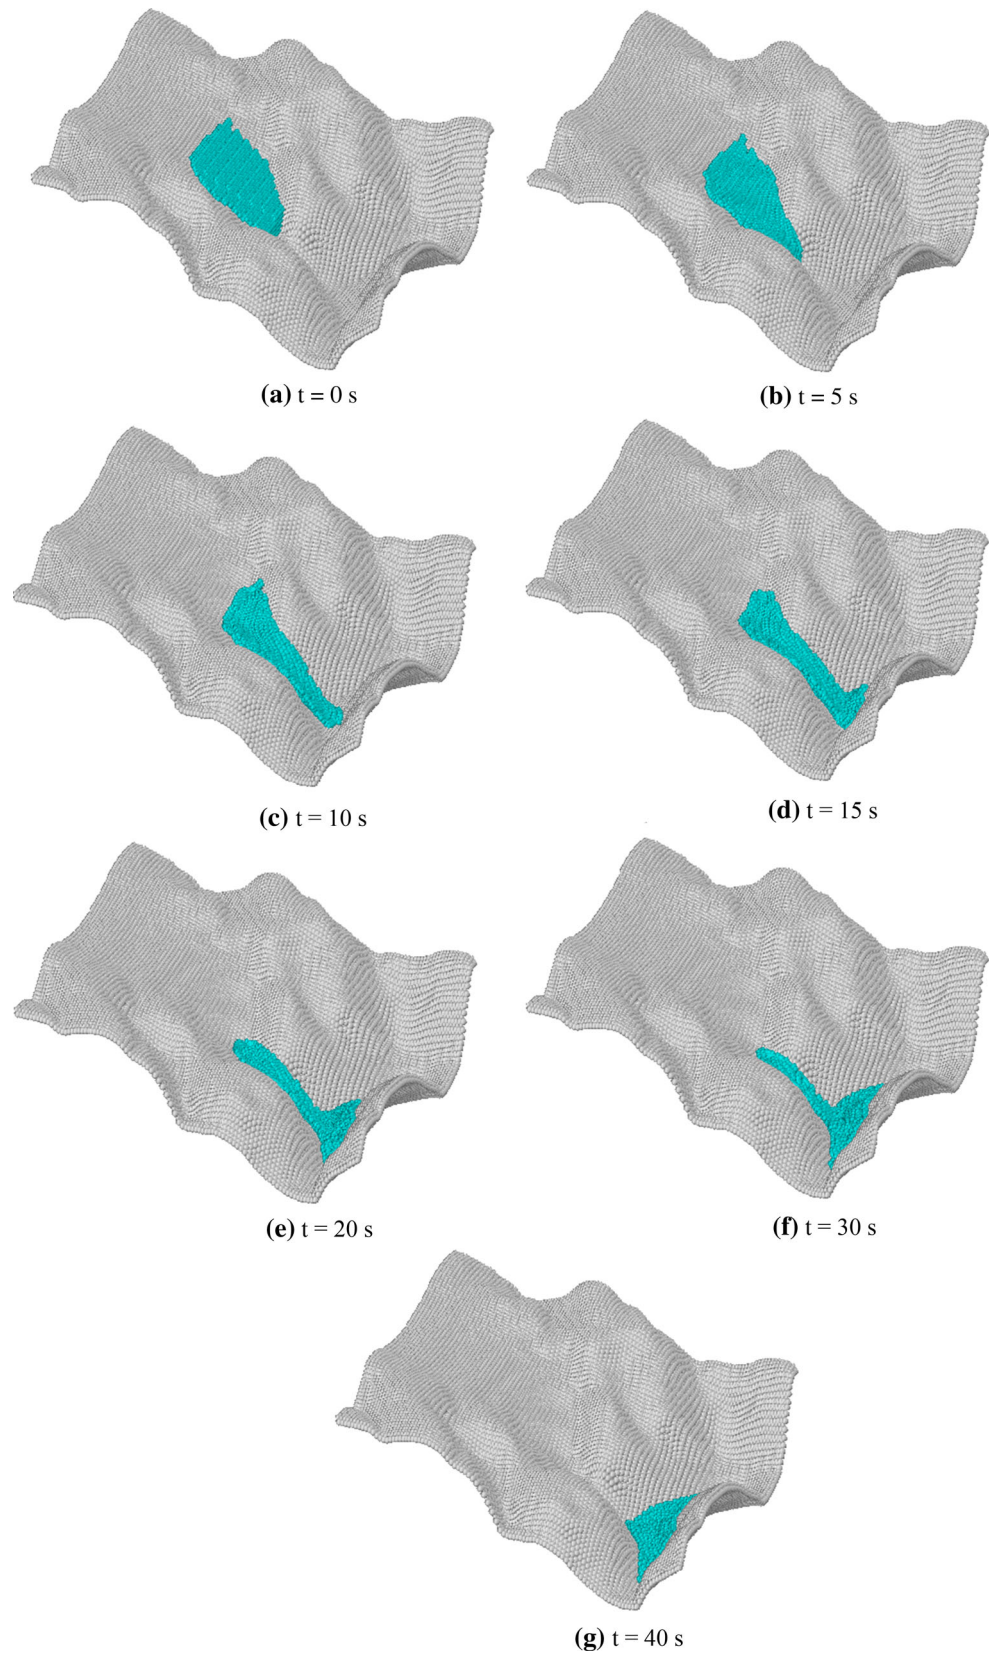 (a) t = 0 s
(b) t = 5 s
(c) t = 10 s
(d) t = 15 s
(e) t = 20 s
(f) t = 30 s
(g) t = 40 s